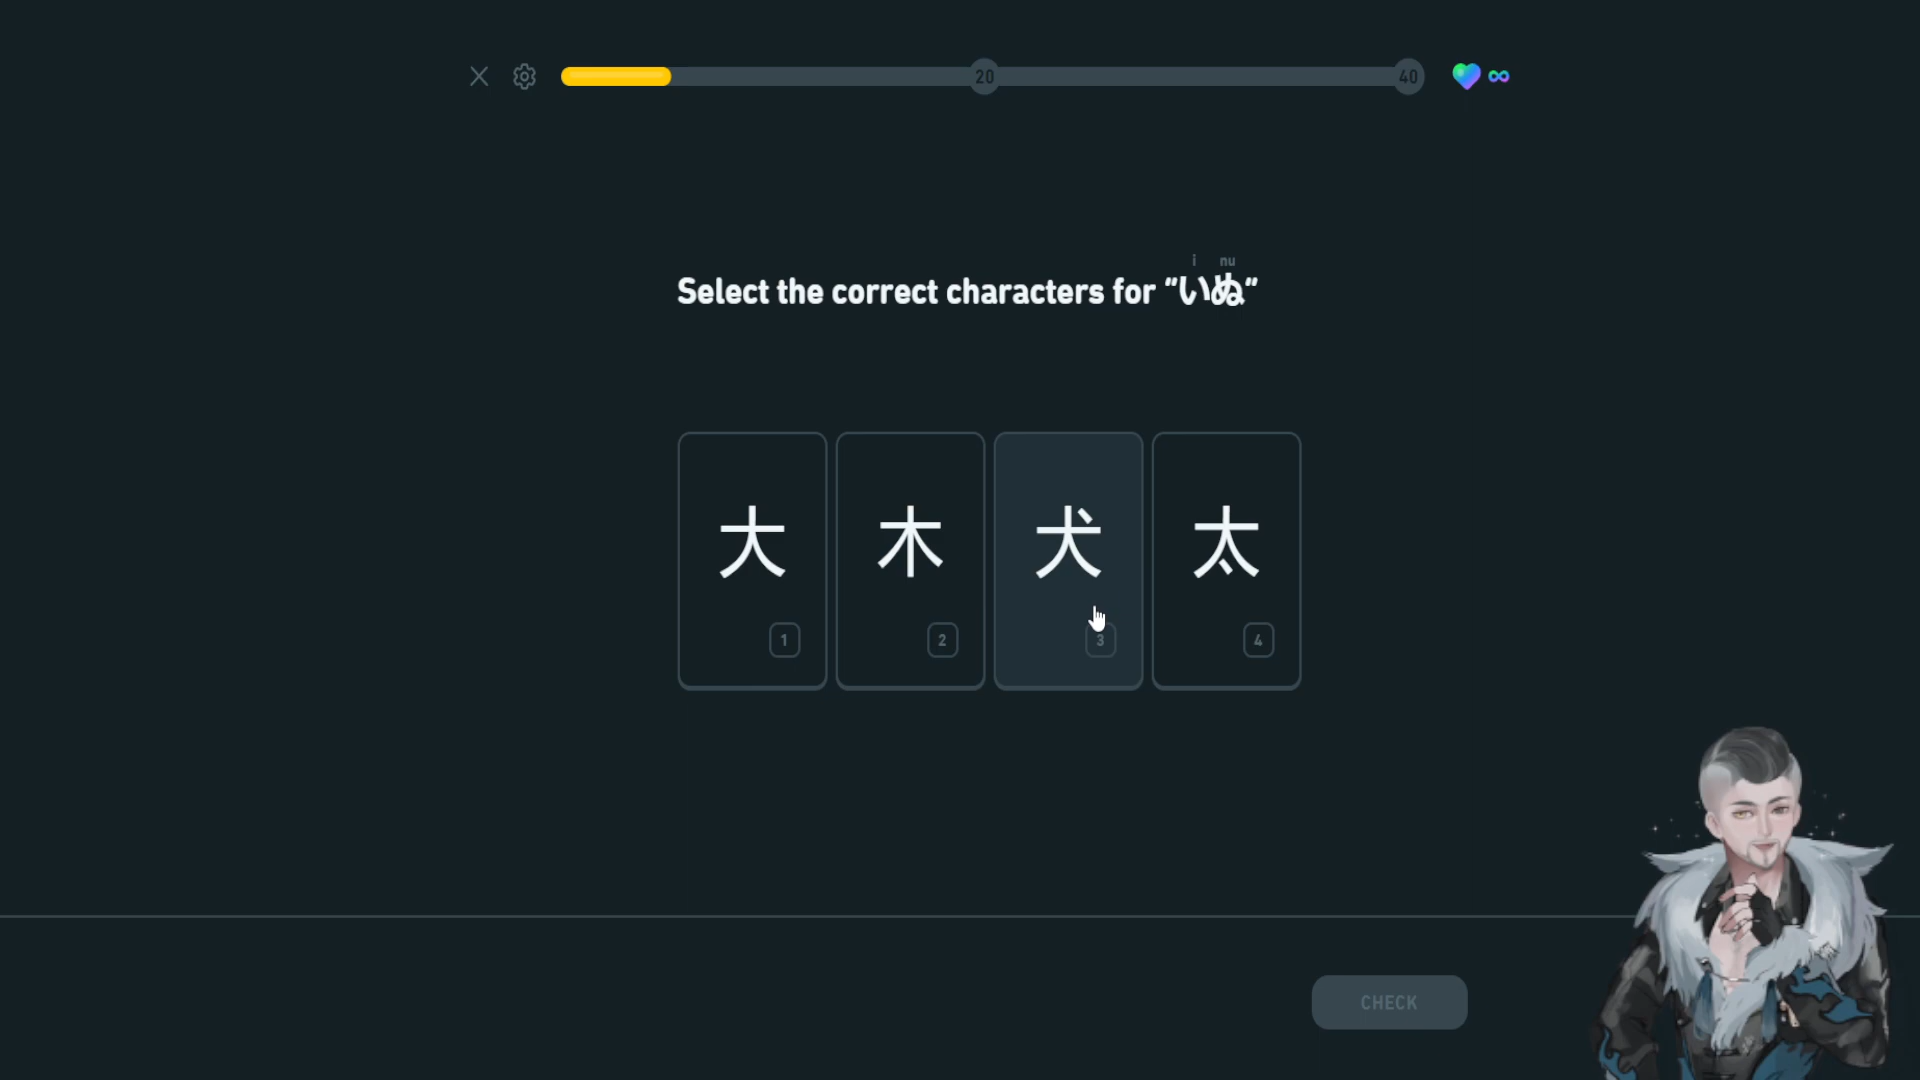 20
40
i nu
Select the correct characters for "いぬ"
大 木 犬 太
1 2 3 4
CHECK